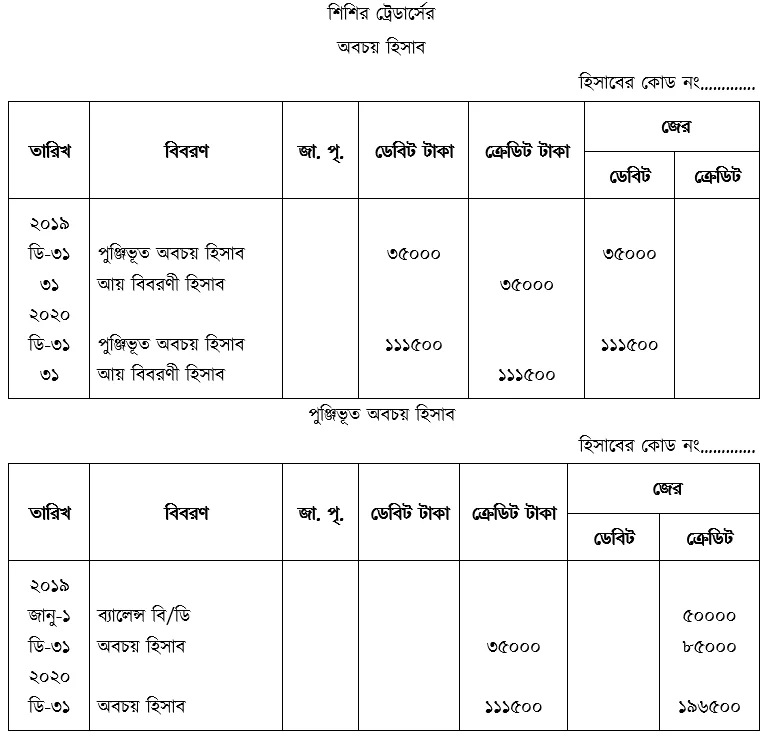 শিশির ট্রেডার্সের
অবচয় হিসাব
হিসাবের কোড নং.............
তারিখ বিবরণ জা. পৃ. ডেবিট টাকা ক্রেডিট টাকা জের
ডেবিট ক্রেডিট
২০১৯
ডি-৩১ পুঞ্জিভূত অবচয় হিসাব ৩৫০০০ ৩৫০০০
৩১ আয় বিবরণী হিসাব ৩৫০০০
২০২০
ডি-৩১ পুঞ্জিভূত অবচয় হিসাব ১১১৫০০ ১১১৫০০
৩১ আয় বিবরণী হিসাব ১১১৫০০
পুঞ্জিভূত অবচয় হিসাব
হিসাবের কোড নং.............
তারিখ বিবরণ জা. পৃ. ডেবিট টাকা ক্রেডিট টাকা জের
ডেবিট ক্রেডিট
২০১৯
জানু-১ ব্যালেন্স বি/ডি ৫০০০০
ডি-৩১ অবচয় হিসাব ৩৫০০০ ৮৫০০০
২০২০
ডি-৩১ অবচয় হিসাব ১১১৫০০ ১৯৬৫০০